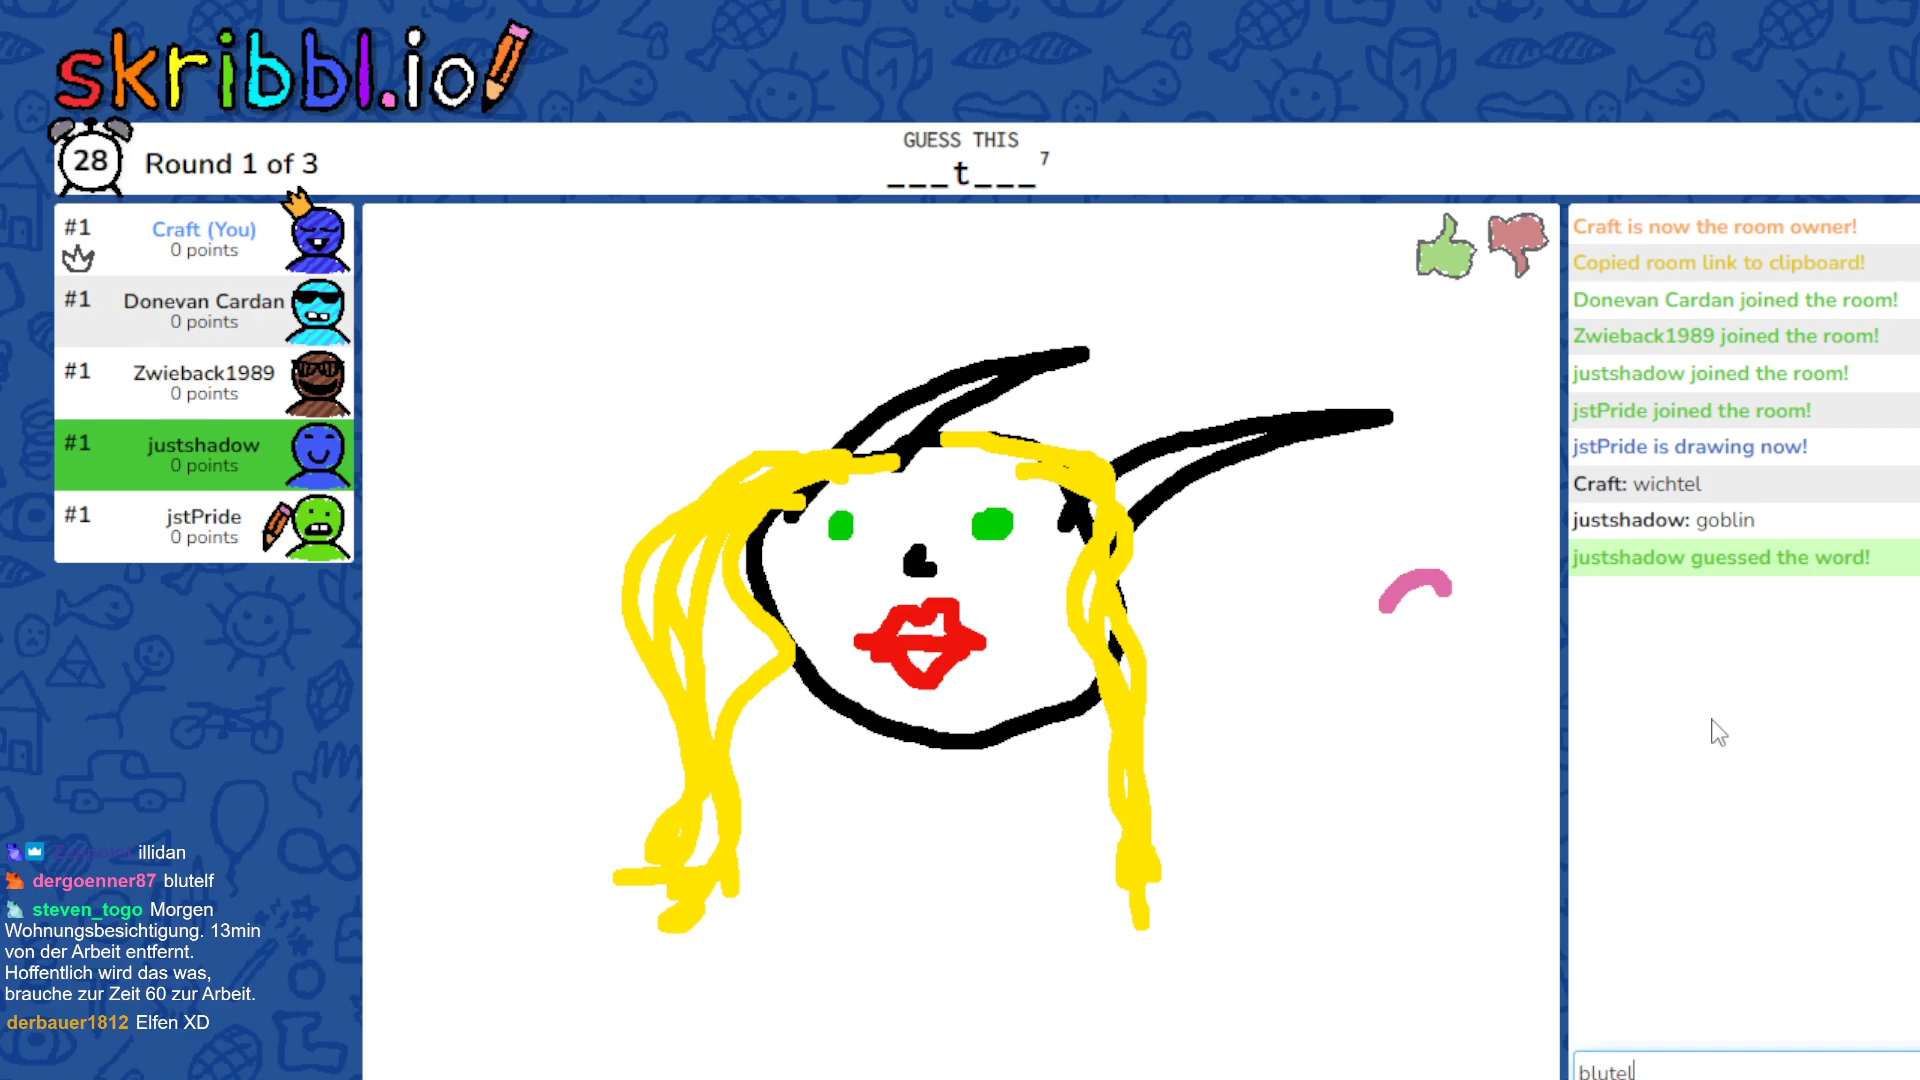 skribbl.io
28
Round 1 of 3
GUESS THIS
___t___ 7
#1 Craft (You)
0 points
#1 Donevan Cardan
0 points
#1 Zwieback1989
0 points
#1 justshadow
0 points
#1 jstPride
0 points
Craft is now the room owner!
Copied room link to clipboard!
Donevan Cardan joined the room!
Zwieback1989 joined the room!
justshadow joined the room!
jstPride joined the room!
jstPride is drawing now!
Craft: wichtel
justshadow: goblin
justshadow guessed the word!
blutel
illidan
dergoenner87 blutelf
steven_togo Morgen
Wohnungsbesichtigung. 13min
von der Arbeit entfernt.
Hoffentlich wird das was,
brauche zur Zeit 60 zur Arbeit.
derbauer1812 Elfen XD